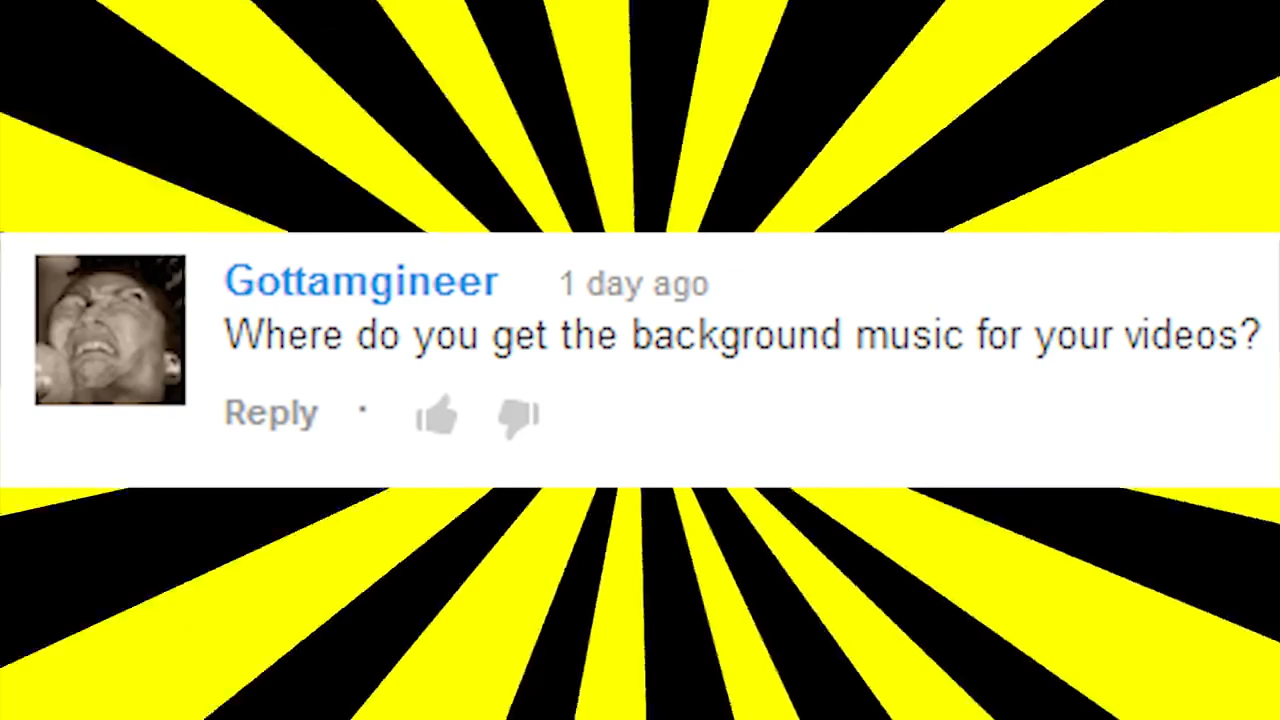 Gottamgineer 1 day ago
Where do you get the background music for your videos?
Reply ·